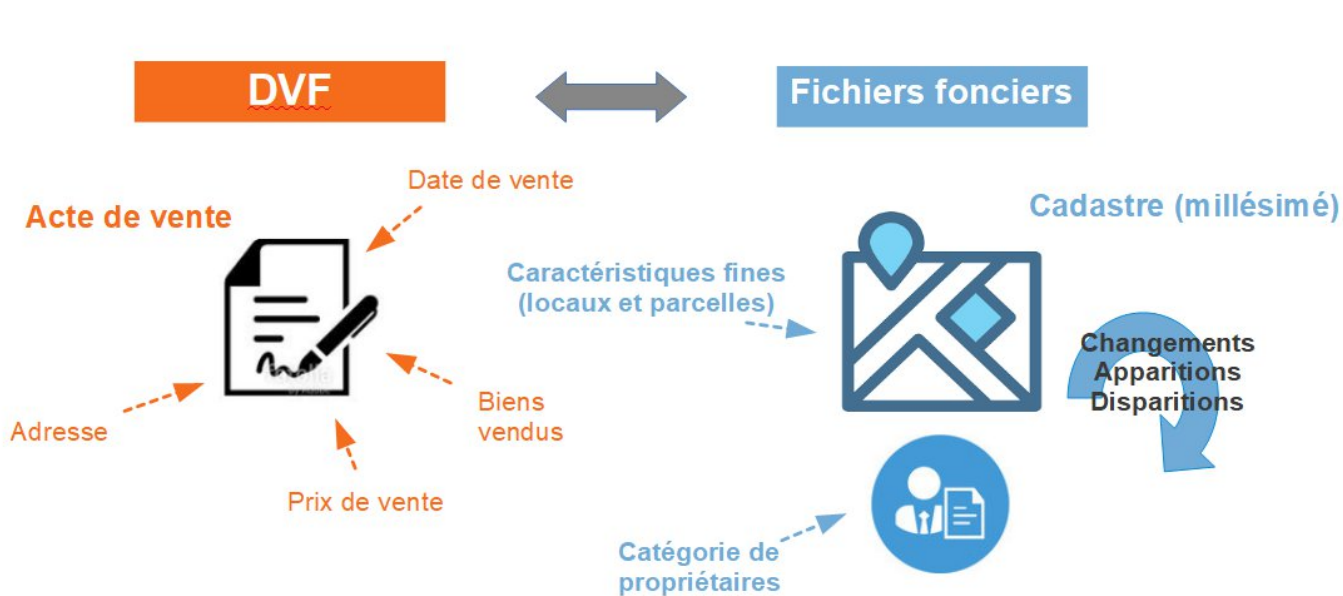 DVF
Fichiers fonciers
Acte de vente
Date de vente
Adresse
Prix de vente
Biens
vendus
Cadastre (millésimé)
Caractéristiques fines
(locaux et parcelles)
Changements
Apparitions
Disparitions
Catégorie de
propriétaires